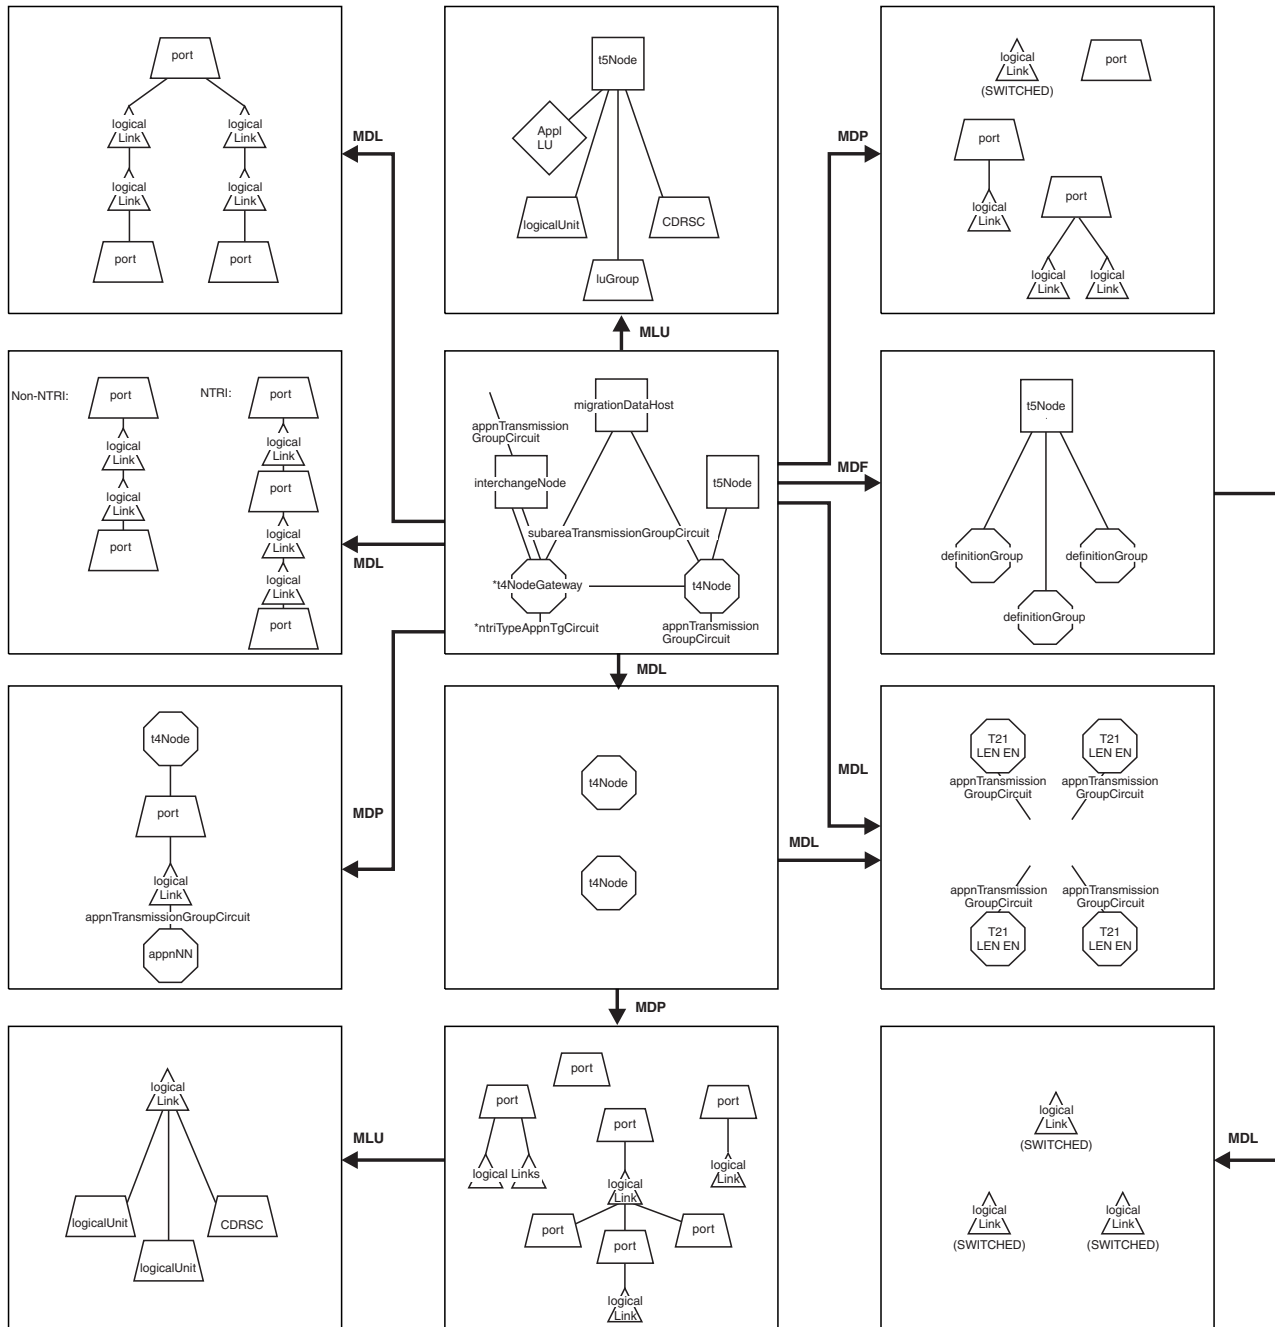 port
logical
Link
logical
Link
logical
Link
logical
Link
port
port
MDL
t5Node
Appl
LU
logicalUnit
CDRSC
luGroup
MLU
MDP
logical
Link
(SWITCHED)
port
port
logical
Link
port
logical
Link
logical
Link
Non-NTRI:
port
logical
Link
logical
Link
port
NTRI:
port
logical
Link
port
logical
Link
logical
Link
port
MDL
migrationDataHost
appnTransmission
GroupCircuit
interchangeNode
t5Node
subareaTransmissionGroupCircuit
*t4NodeGateway
t4Node
*ntriTypeAppnTgCircuit
appnTransmission
GroupCircuit
MDF
t5Node
definitionGroup
definitionGroup
definitionGroup
MDL
t4Node
port
logical
Link
appnTransmissionGroupCircuit
appnNN
MDP
t4Node
t4Node
MDL
MDL
T21
LEN EN
appnTransmission
GroupCircuit
T21
LEN EN
appnTransmission
GroupCircuit
appnTransmission
GroupCircuit
T21
LEN EN
appnTransmission
GroupCircuit
T21
LEN EN
MDP
logical
Link
logicalUnit
CDRSC
logicalUnit
MLU
port
port
logical Links
port
port
logical
Link
logical
Link
port
port
port
logical
Link
logical
Link
(SWITCHED)
logical
Link
(SWITCHED)
logical
Link
(SWITCHED)
MDL